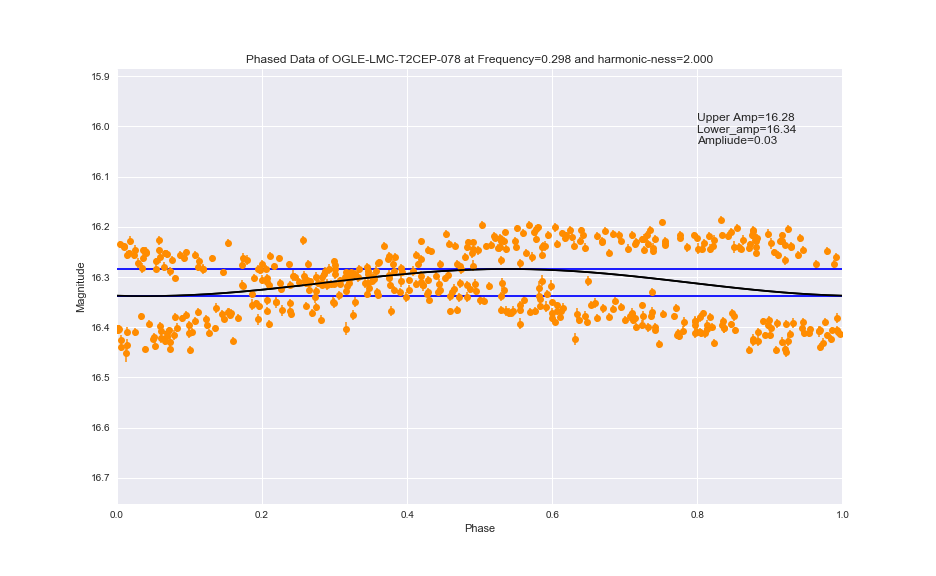 Phased Data of OGLE-LMC-T2CEP-078 at Frequency=0.298 and harmonic-ness=2.000
15.9
16.0
16.1
16.2
16.3
16.4
16.5
16.6
16.7
Magnitude
Upper Amp=16.28
Lower_amp=16.34
Ampliude=0.03
0.0 0.2 0.4 0.6 0.8 1.0
Phase